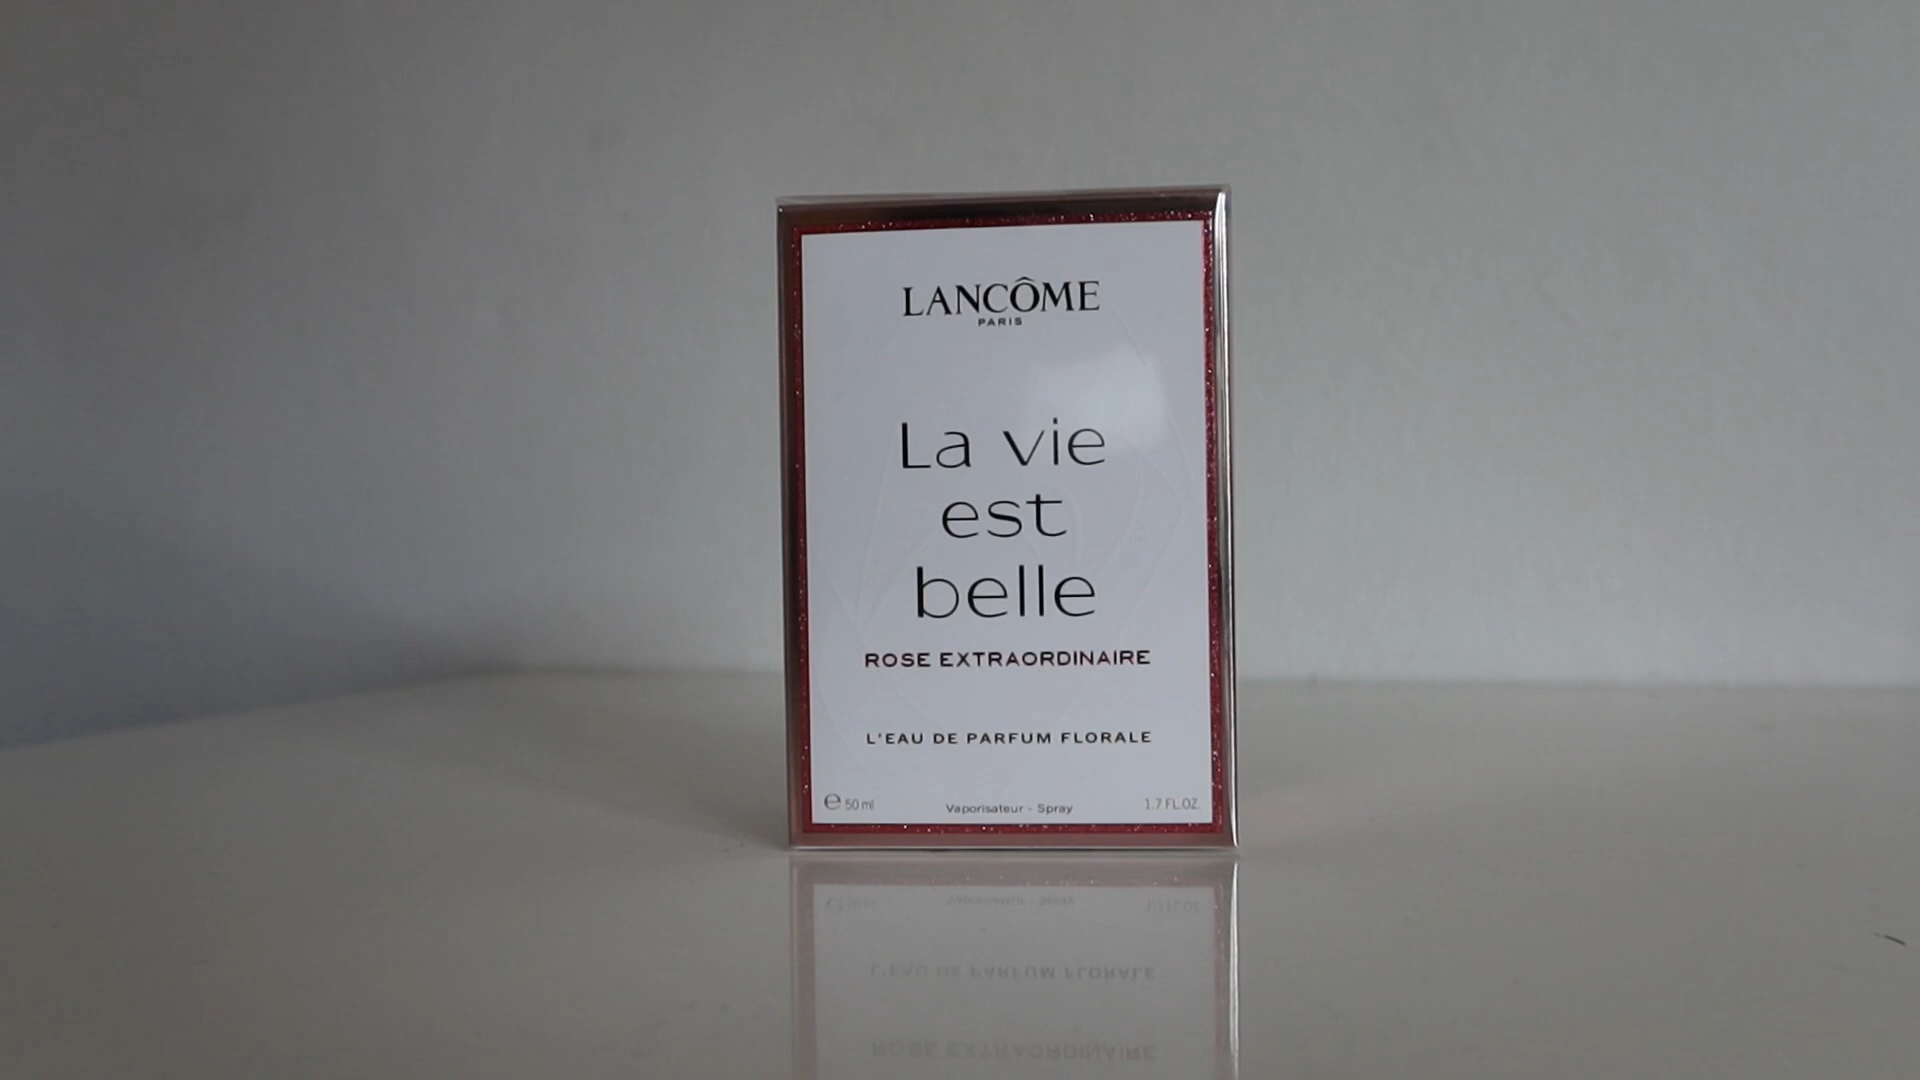 LANCÔME
PARIS
La vie
est
belle
ROSE EXTRAORDINAIRE
L'EAU DE PARFUM FLORALE
℮ 50 ml Vaporisateur - Spray 1.7 FL.OZ.